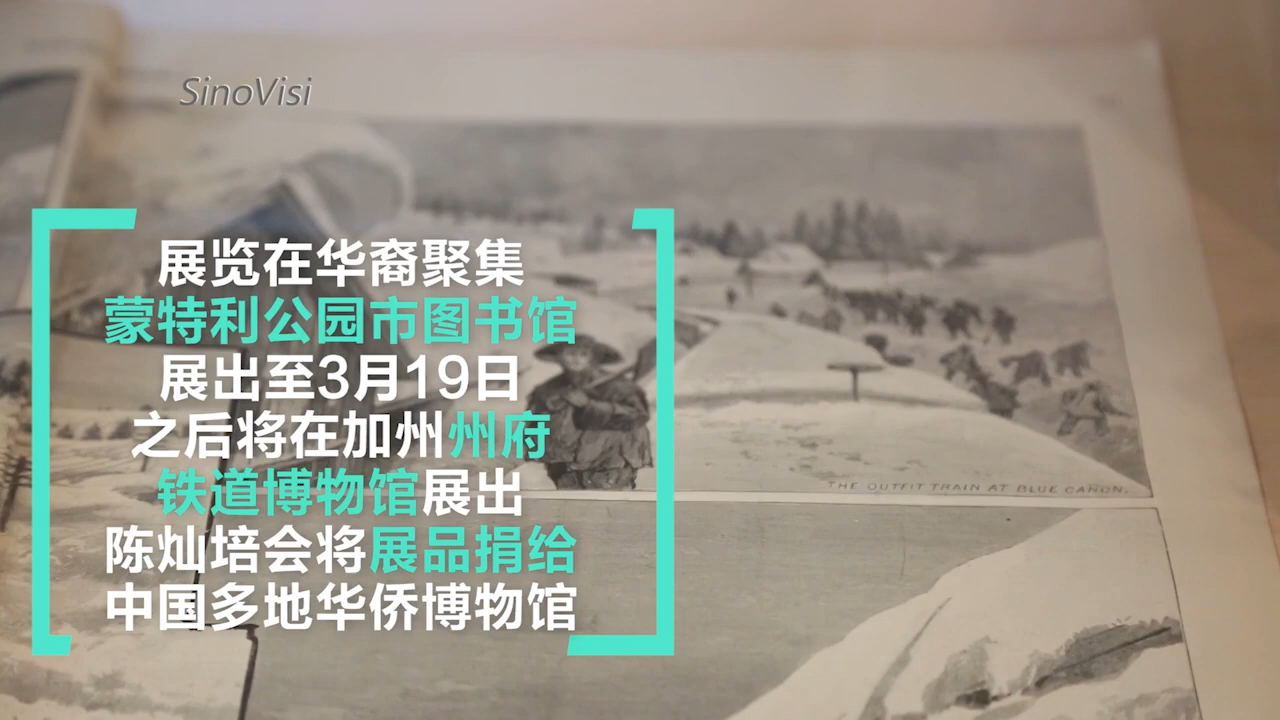 SinoVisi
展览在华裔聚集
蒙特利公园市图书馆
展出至3月19日
之后将在加州州府
铁道博物馆展出
陈灿培会将展品捐给
中国多地华侨博物馆
THE OUTFIT TRAIN AT BLUE CAÑON.